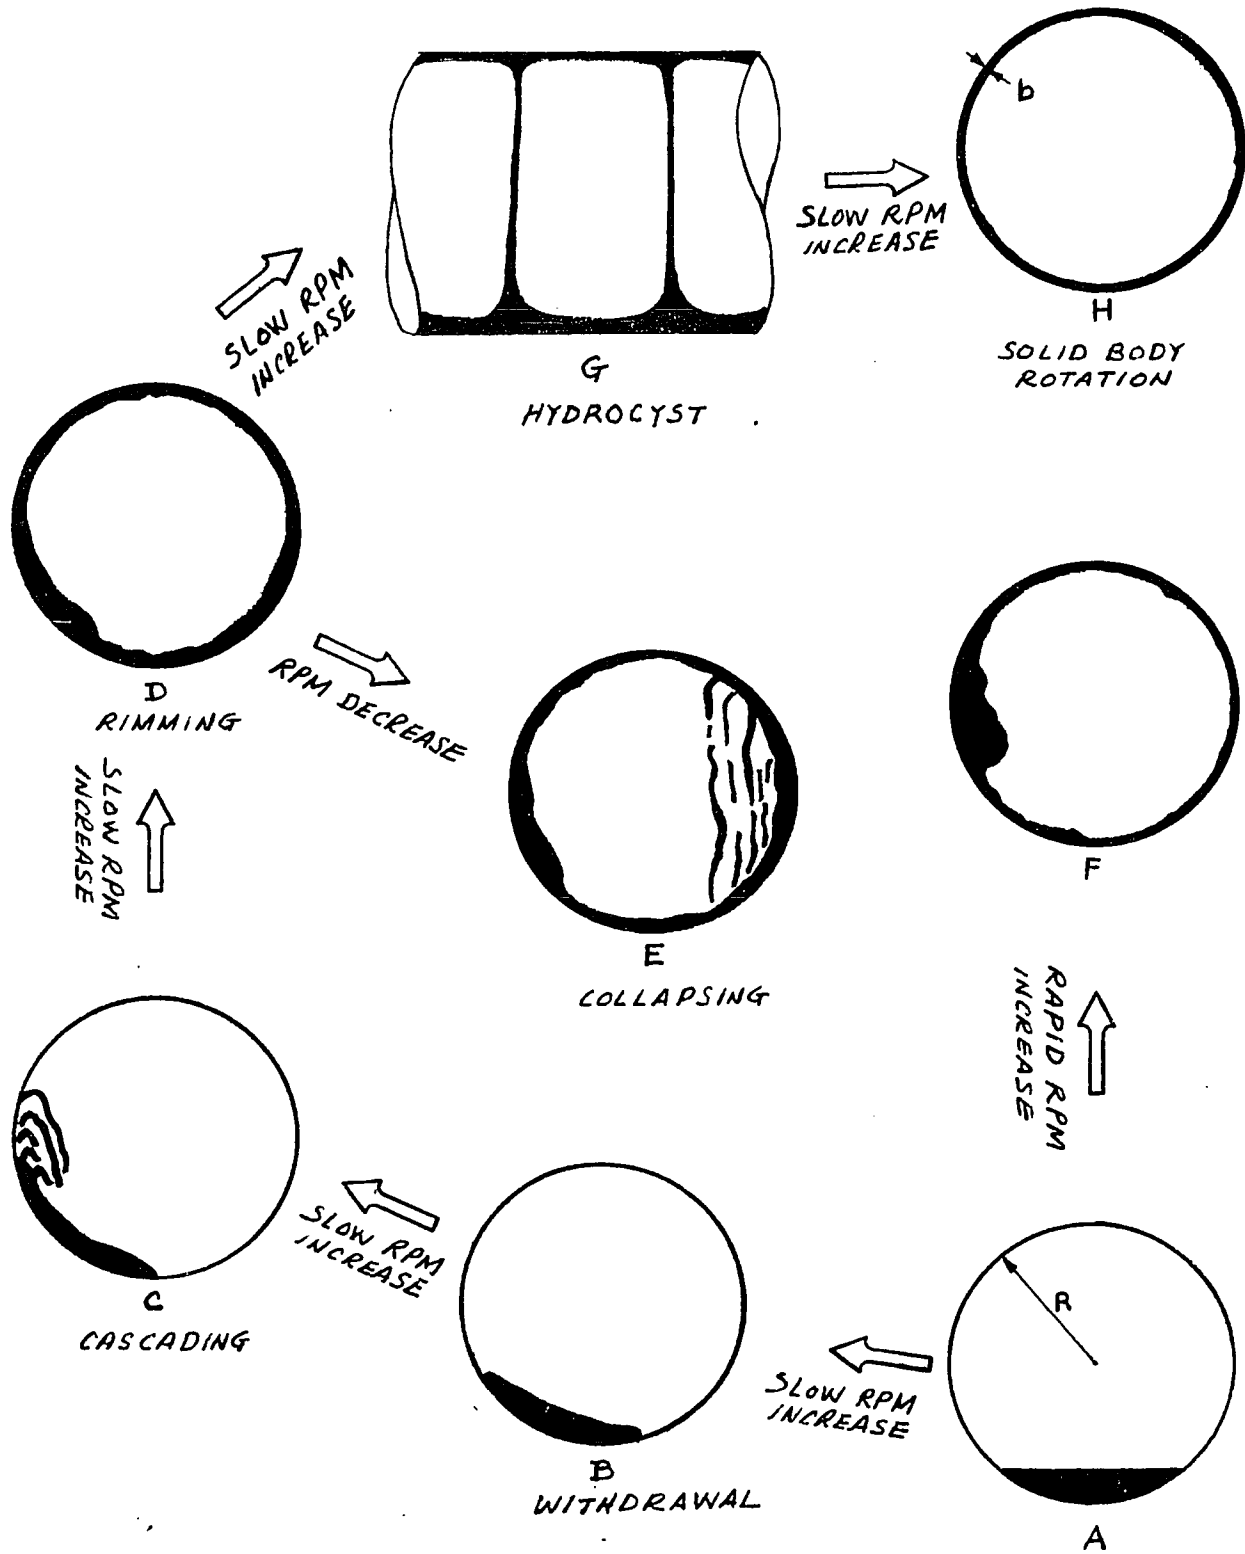 b
SLOW RPM
INCREASE
H
SOLID BODY
ROTATION
SLOW RPM
INCREASE
G
HYDROCYST
D
RIMMING
RPM DECREASE
SLOW RPM
INCREASE
E
COLLAPSING
F
RAPID RPM
INCREASE
C
CASCADING
SLOW RPM
INCREASE
B
WITHDRAWAL
SLOW RPM
INCREASE
R
A